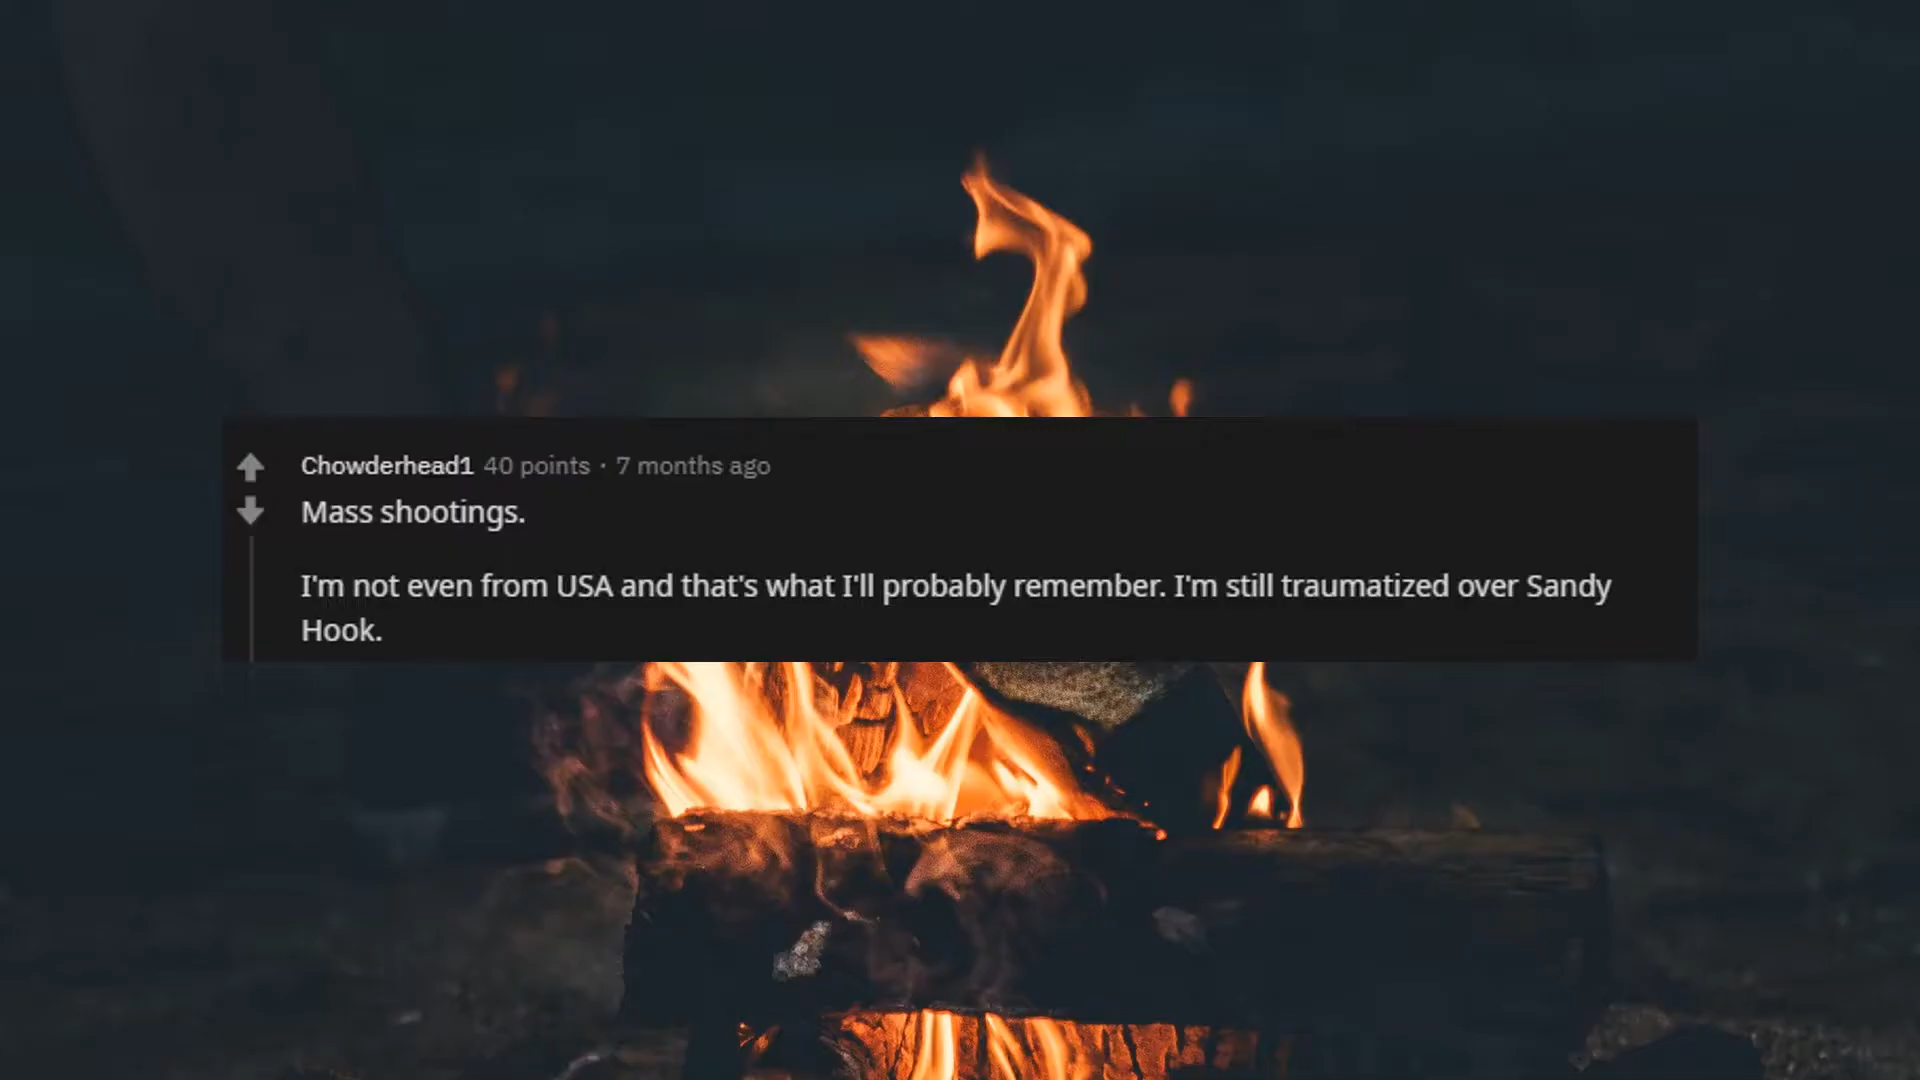 Chowderhead1 40 points · 7 months ago
Mass shootings.
I'm not even from USA and that's what I'll probably remember. I'm still traumatized over Sandy
Hook.